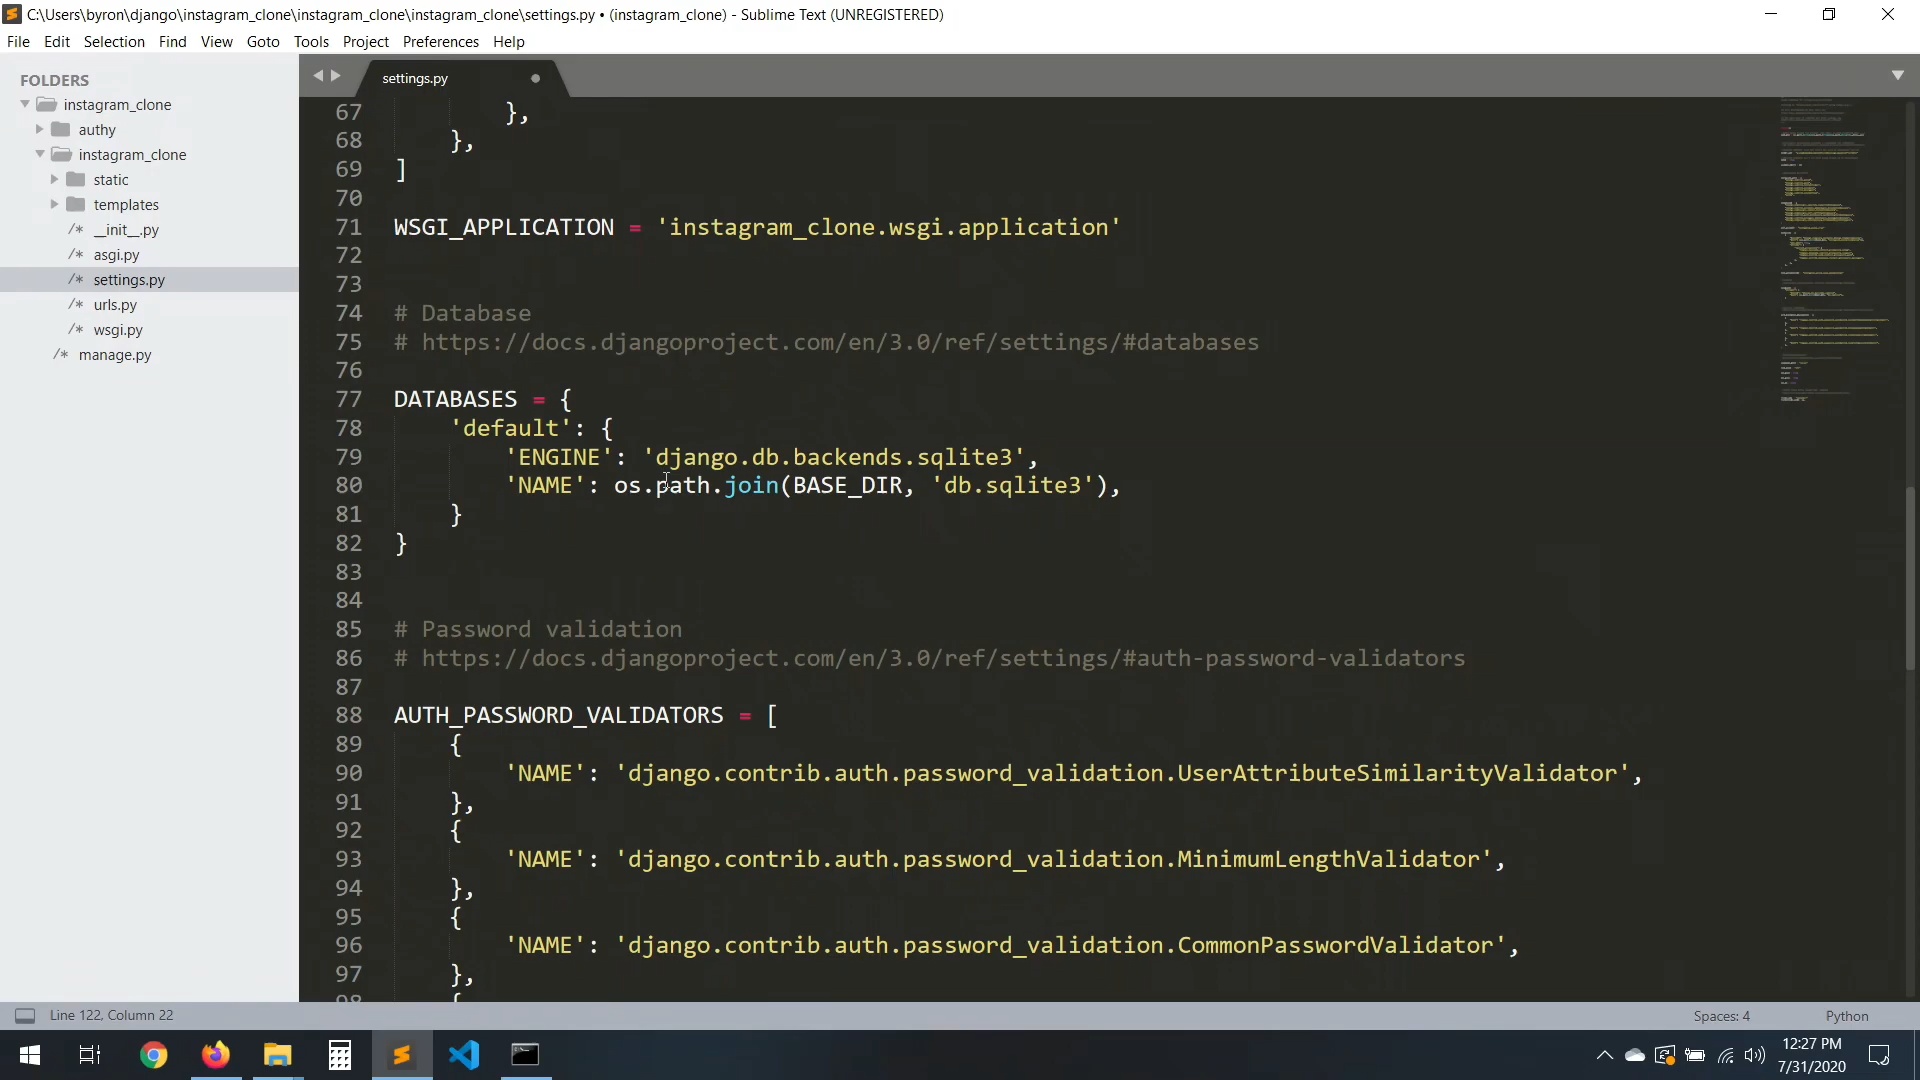 C:\Users\byron\django\instagram_clone\instagram_clone\instagram_clone\settings.py • (instagram_clone) - Sublime Text (UNREGISTERED)
File Edit Selection Find View Goto Tools Project Preferences Help
FOLDERS
instagram_clone
authy
instagram_clone
static
templates
/* __init__.py
/* asgi.py
/* settings.py
/* urls.py
/* wsgi.py
/* manage.py
settings.py
67 },
68 },
69 ]
70
71 WSGI_APPLICATION = 'instagram_clone.wsgi.application'
72
73
74 # Database
75 # https://docs.djangoproject.com/en/3.0/ref/settings/#databases
76
77 DATABASES = {
78 'default': {
79 'ENGINE': 'django.db.backends.sqlite3',
80 'NAME': os.path.join(BASE_DIR, 'db.sqlite3'),
81 }
82 }
83
84
85 # Password validation
86 # https://docs.djangoproject.com/en/3.0/ref/settings/#auth-password-validators
87
88 AUTH_PASSWORD_VALIDATORS = [
89 {
90 'NAME': 'django.contrib.auth.password_validation.UserAttributeSimilarityValidator',
91 },
92 {
93 'NAME': 'django.contrib.auth.password_validation.MinimumLengthValidator',
94 },
95 {
96 'NAME': 'django.contrib.auth.password_validation.CommonPasswordValidator',
97 },
98 {
Line 122, Column 22
Spaces: 4
Python
12:27 PM
7/31/2020